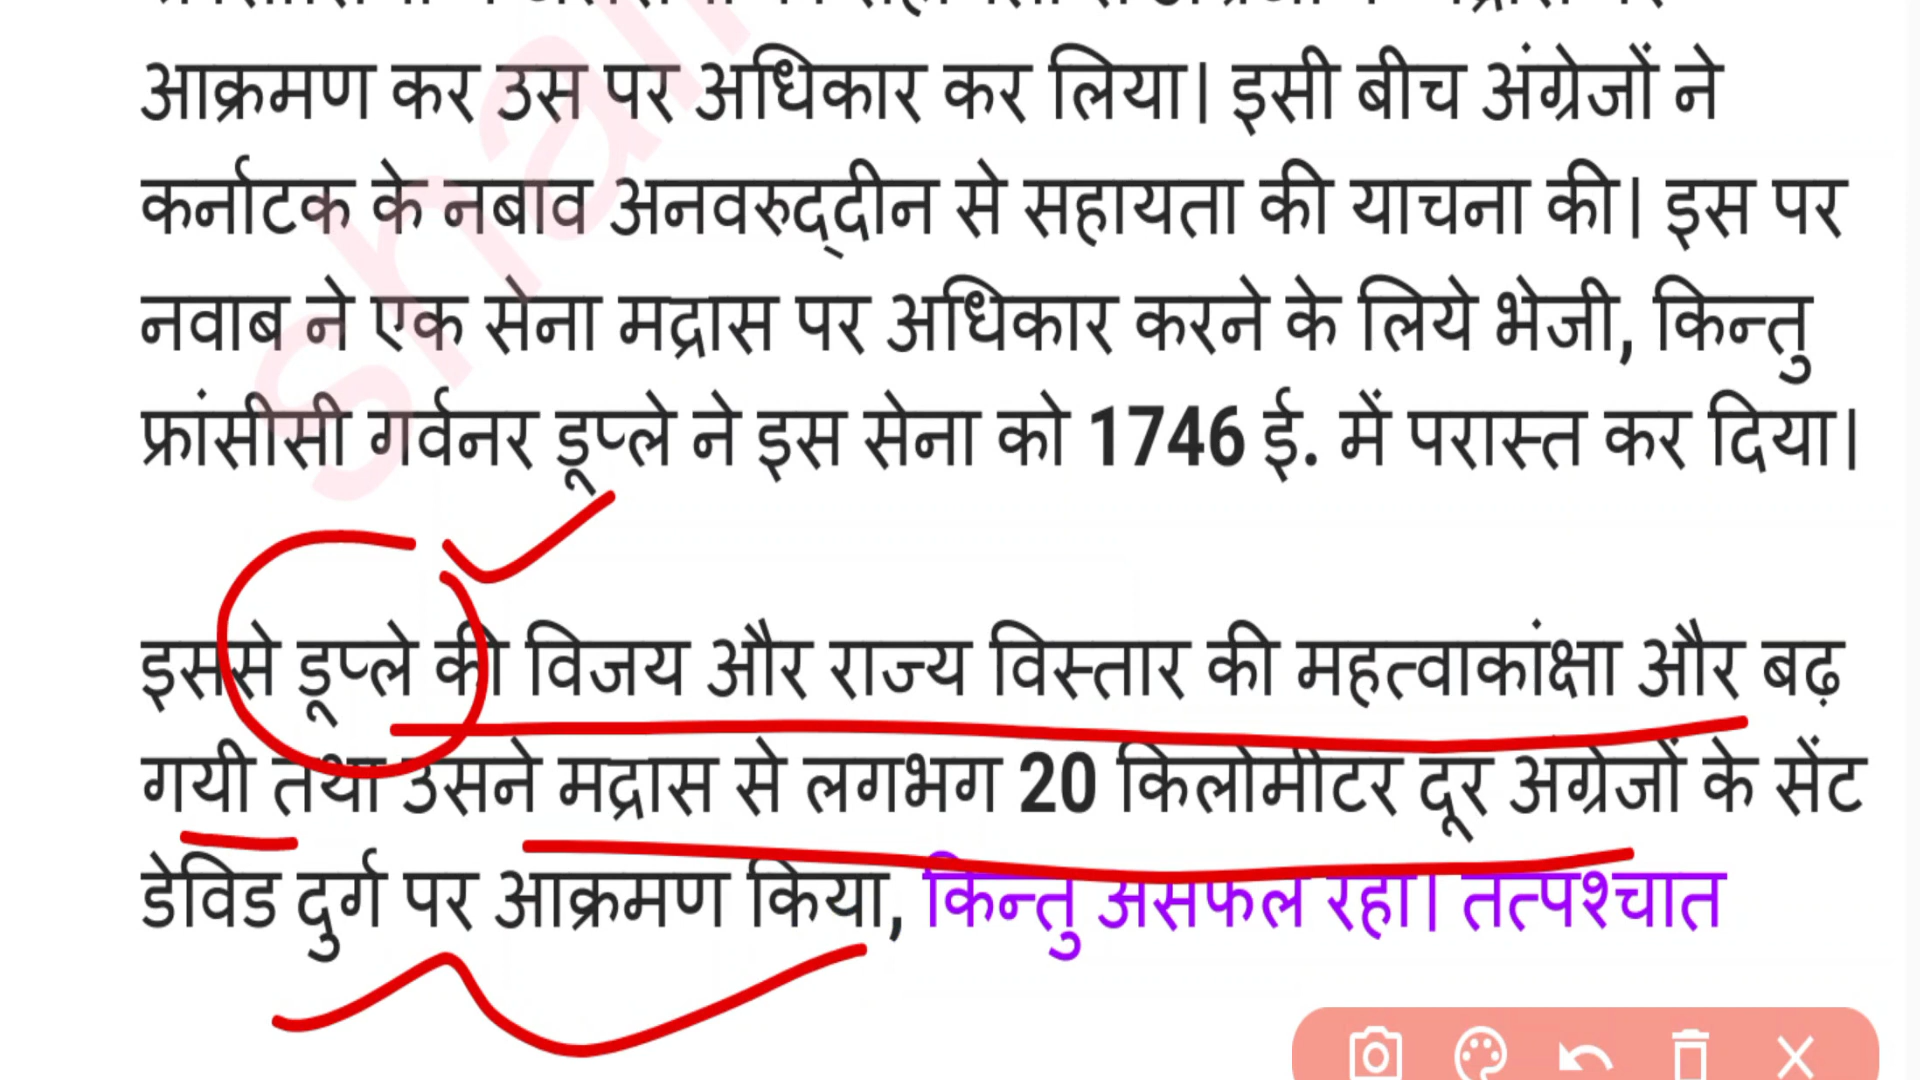 आक्रमण कर उस पर अधिकार कर लिया। इसी बीच अंग्रेजों ने
कर्नाटक के नबाव अनवरुद्‌दीन से सहायता की याचना की। इस पर
नवाब ने एक सेना मद्रास पर अधिकार करने के लिये भेजी, किन्तु
फ्रांसीसी गर्वनर डूप्ले ने इस सेना को 1746 ई. में परास्त कर दिया।
इससे डूप्ले की विजय और राज्य विस्तार की महत्वाकांक्षा और बढ़
गयी तथा उसने मद्रास से लगभग 20 किलोमीटर दूर अंग्रेजों के सेंट
डेविड दुर्ग पर आक्रमण किया, किन्तु असफल रहा। तत्पश्चात